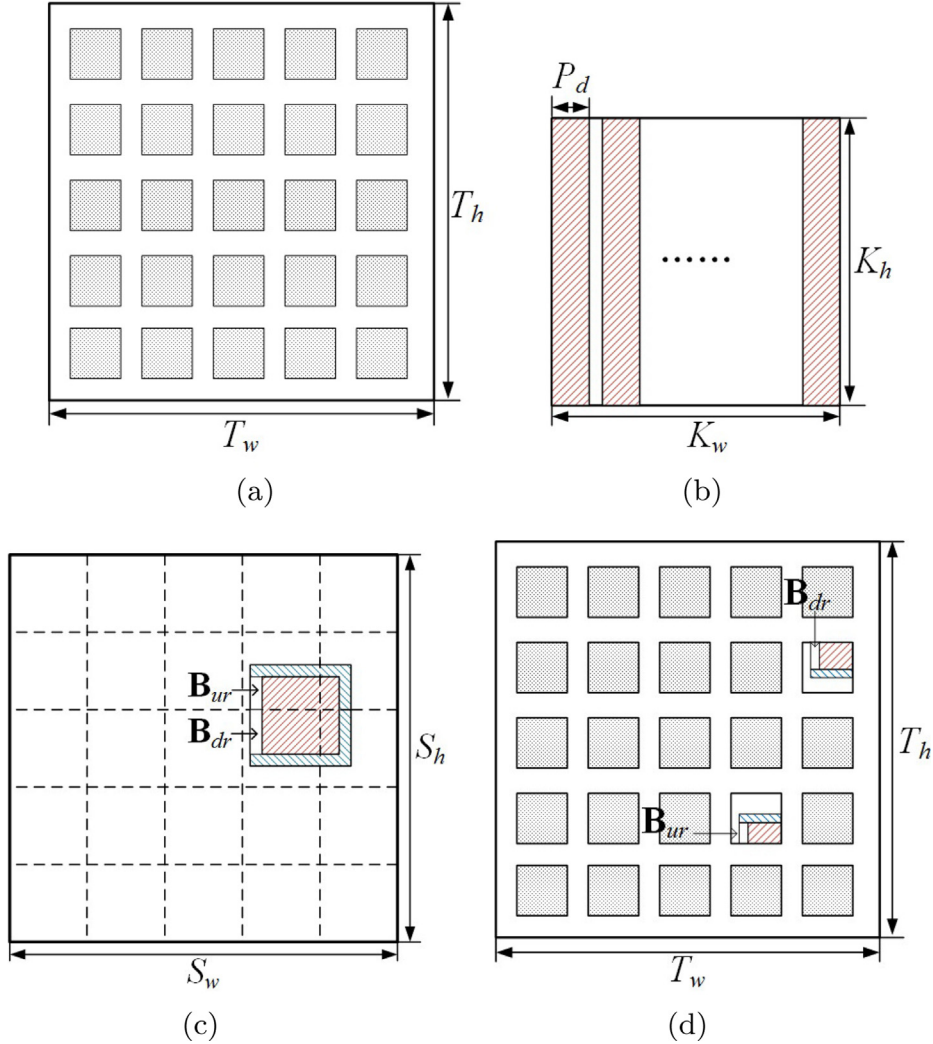 P_d
T_h
......
K_h
T_w
K_w
(a)
(b)
B_dr
B_ur
B_dr
S_h
T_h
B_ur
S_w
T_w
(c)
(d)